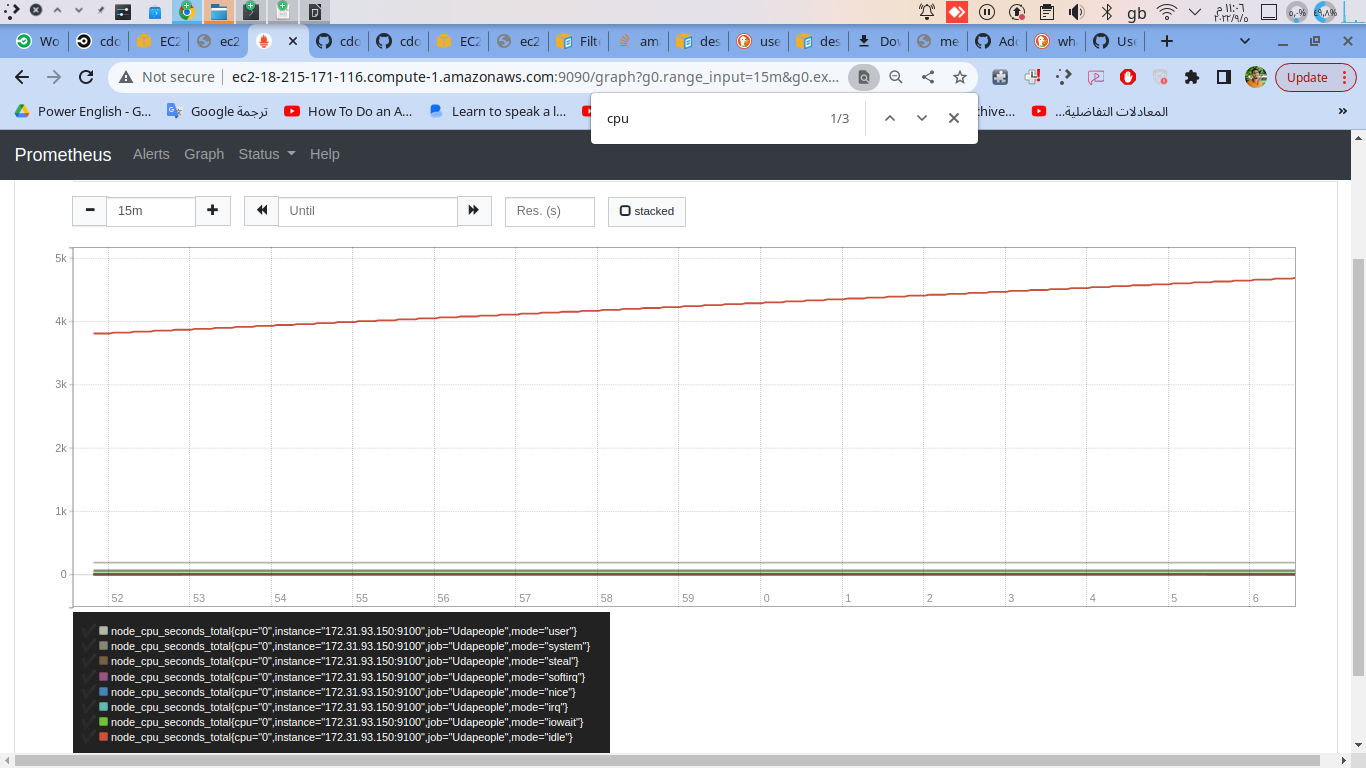 gb
١١:٠٦ م
٢٠٢٢/٩/٥
٥٫٠%
٤٩٫٨%
Wo
cdo
EC2
ec2
cdo
cdo
EC2
ec2
Filte
am
des
use
des
Dov
me
Add
wh
Use
Not secure
ec2-18-215-171-116.compute-1.amazonaws.com:9090/graph?g0.range_input=15m&g0.ex...
Update
Power English - G...
Google ترجمة
How To Do an A...
Learn to speak a l...
chive...
المعادلات التفاضلية...
»
cpu
1/3
Prometheus
Alerts
Graph
Status
Help
15m
Until
Res. (s)
stacked
5k
4k
3k
2k
1k
0
52 53 54 55 56 57 58 59 0 1 2 3 4 5 6
node_cpu_seconds_total{cpu="0",instance="172.31.93.150:9100",job="Udapeople",mode="user"}
node_cpu_seconds_total{cpu="0",instance="172.31.93.150:9100",job="Udapeople",mode="system"}
node_cpu_seconds_total{cpu="0",instance="172.31.93.150:9100",job="Udapeople",mode="steal"}
node_cpu_seconds_total{cpu="0",instance="172.31.93.150:9100",job="Udapeople",mode="softirq"}
node_cpu_seconds_total{cpu="0",instance="172.31.93.150:9100",job="Udapeople",mode="nice"}
node_cpu_seconds_total{cpu="0",instance="172.31.93.150:9100",job="Udapeople",mode="irq"}
node_cpu_seconds_total{cpu="0",instance="172.31.93.150:9100",job="Udapeople",mode="iowait"}
node_cpu_seconds_total{cpu="0",instance="172.31.93.150:9100",job="Udapeople",mode="idle"}